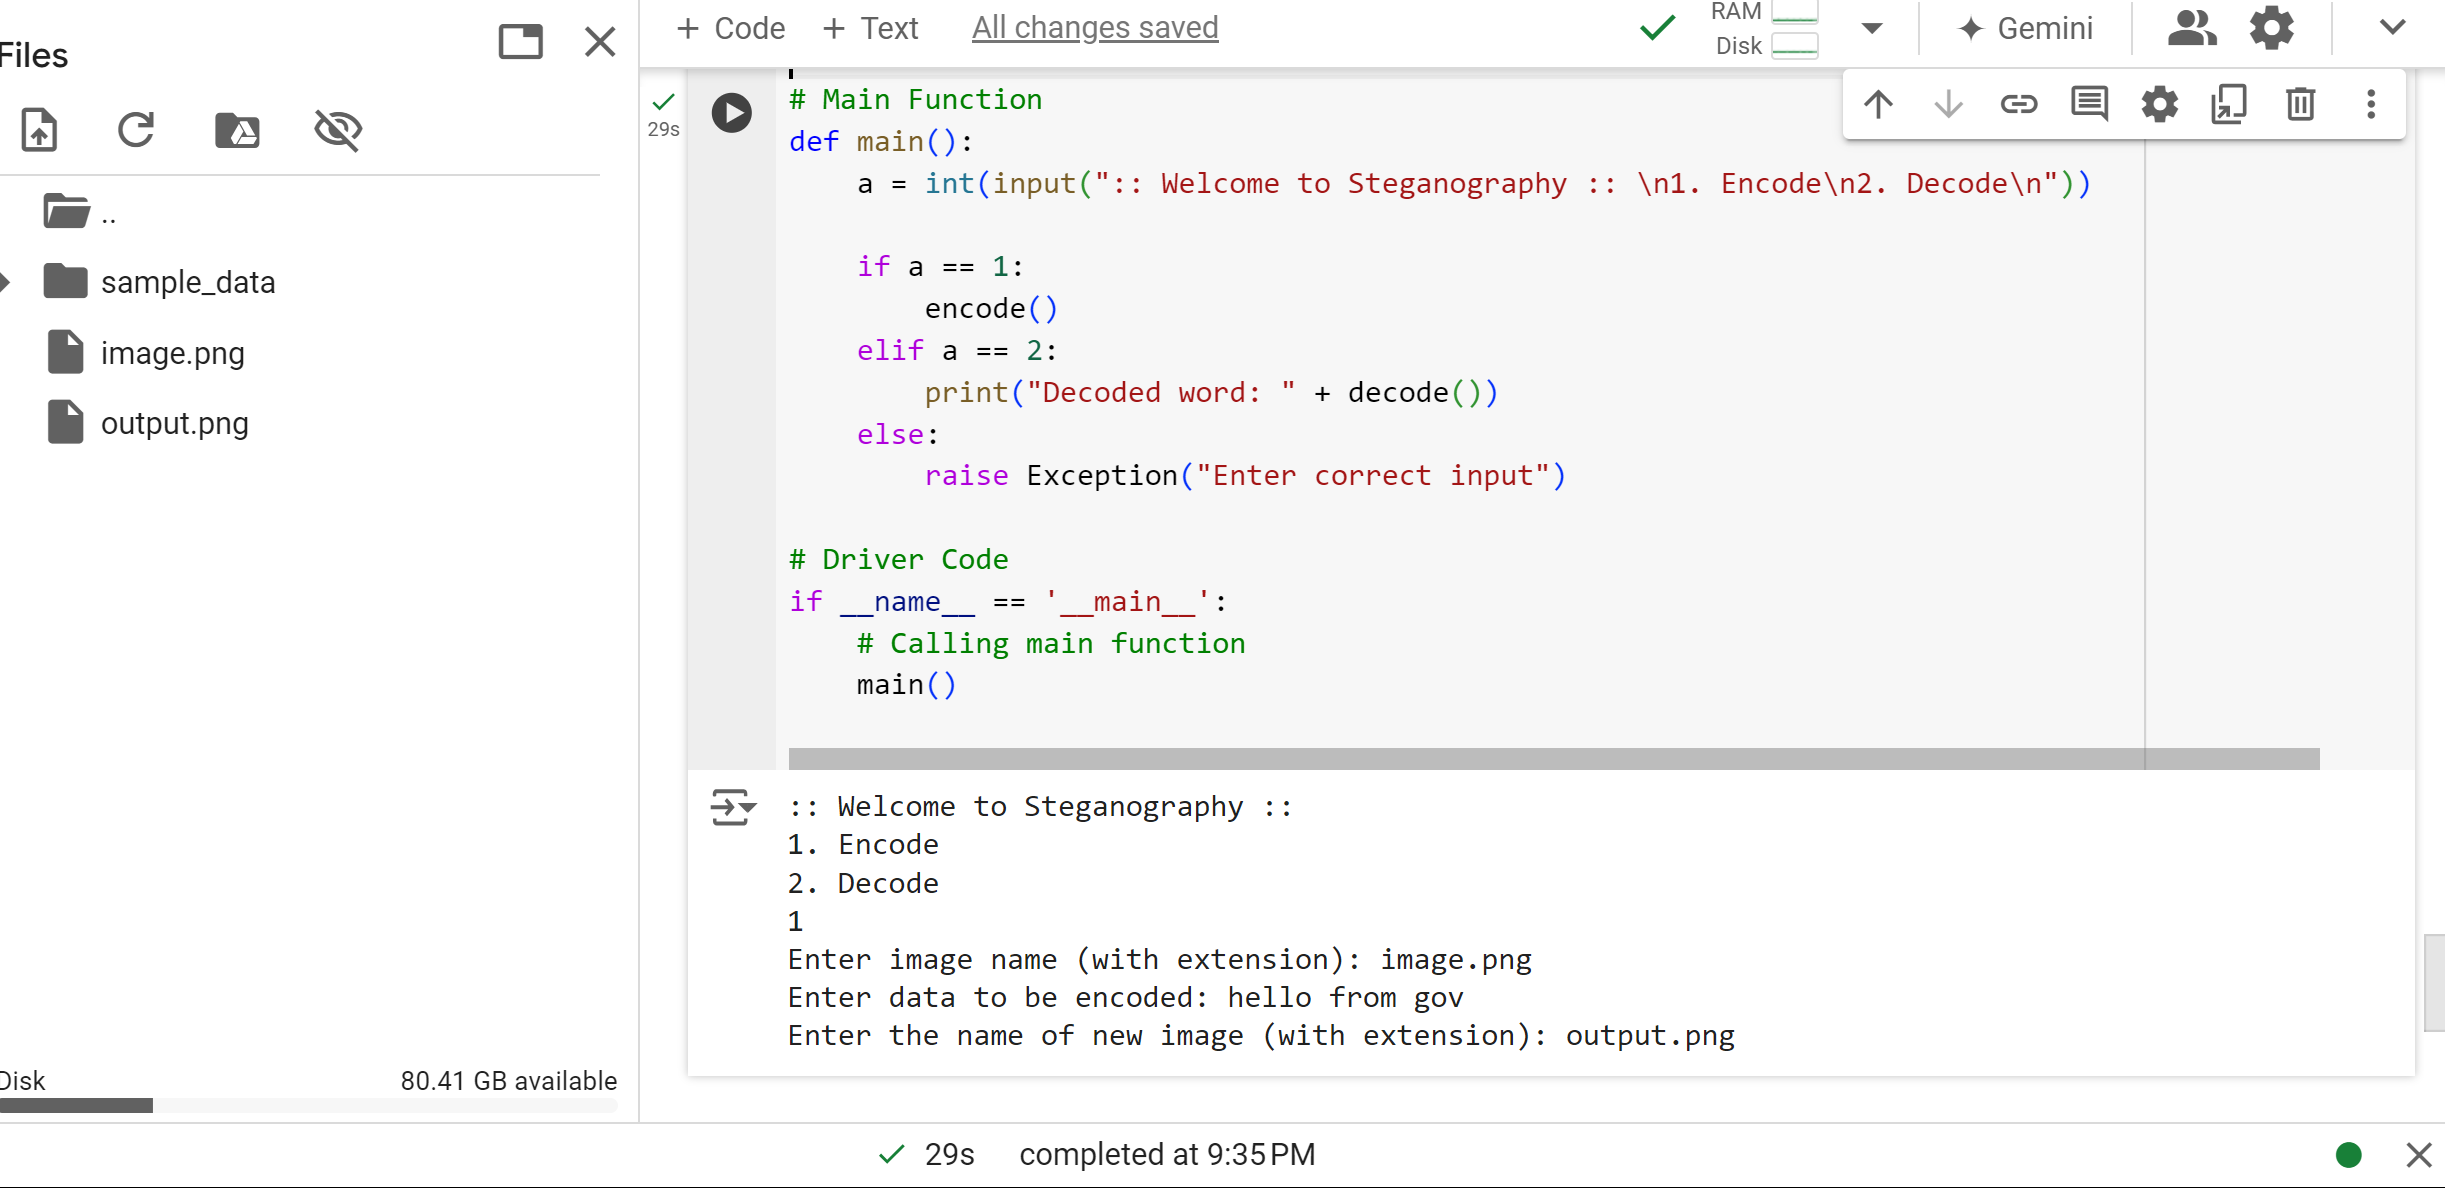 Files
..
sample_data
image.png
output.png
Disk
80.41 GB available
+ Code + Text All changes saved
RAM
Disk
Gemini
29s
# Main Function
def main():
    a = int(input(":: Welcome to Steganography :: \n1. Encode\n2. Decode\n"))
    if a == 1:
        encode()
    elif a == 2:
        print("Decoded word: " + decode())
    else:
        raise Exception("Enter correct input")
# Driver Code
if __name__ == '__main__':
    # Calling main function
    main()
:: Welcome to Steganography ::
1. Encode
2. Decode
1
Enter image name (with extension): image.png
Enter data to be encoded: hello from gov
Enter the name of new image (with extension): output.png
29s completed at 9:35 PM